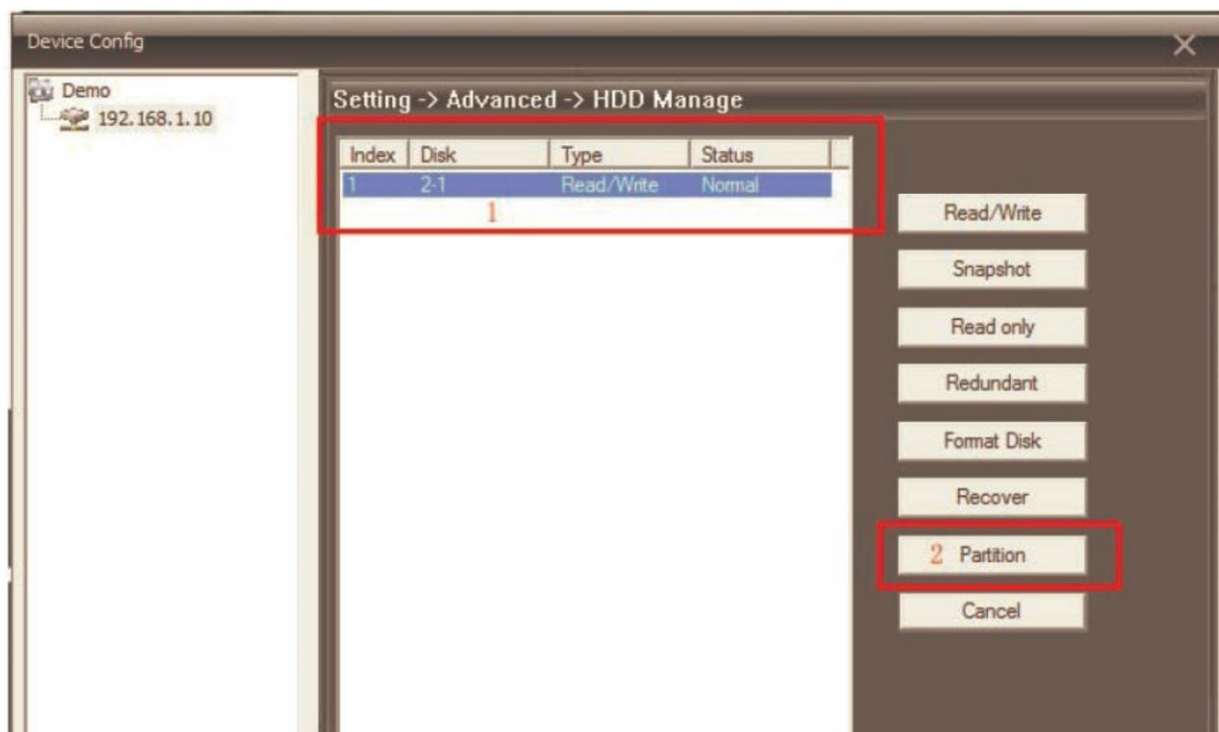 Device Config
Demo
192.168.1.10
Setting -> Advanced -> HDD Manage
Index Disk Type Status
1 2-1 Read/Write Normal
1
Read/Write
Snapshot
Read only
Redundant
Format Disk
Recover
2 Partition
Cancel